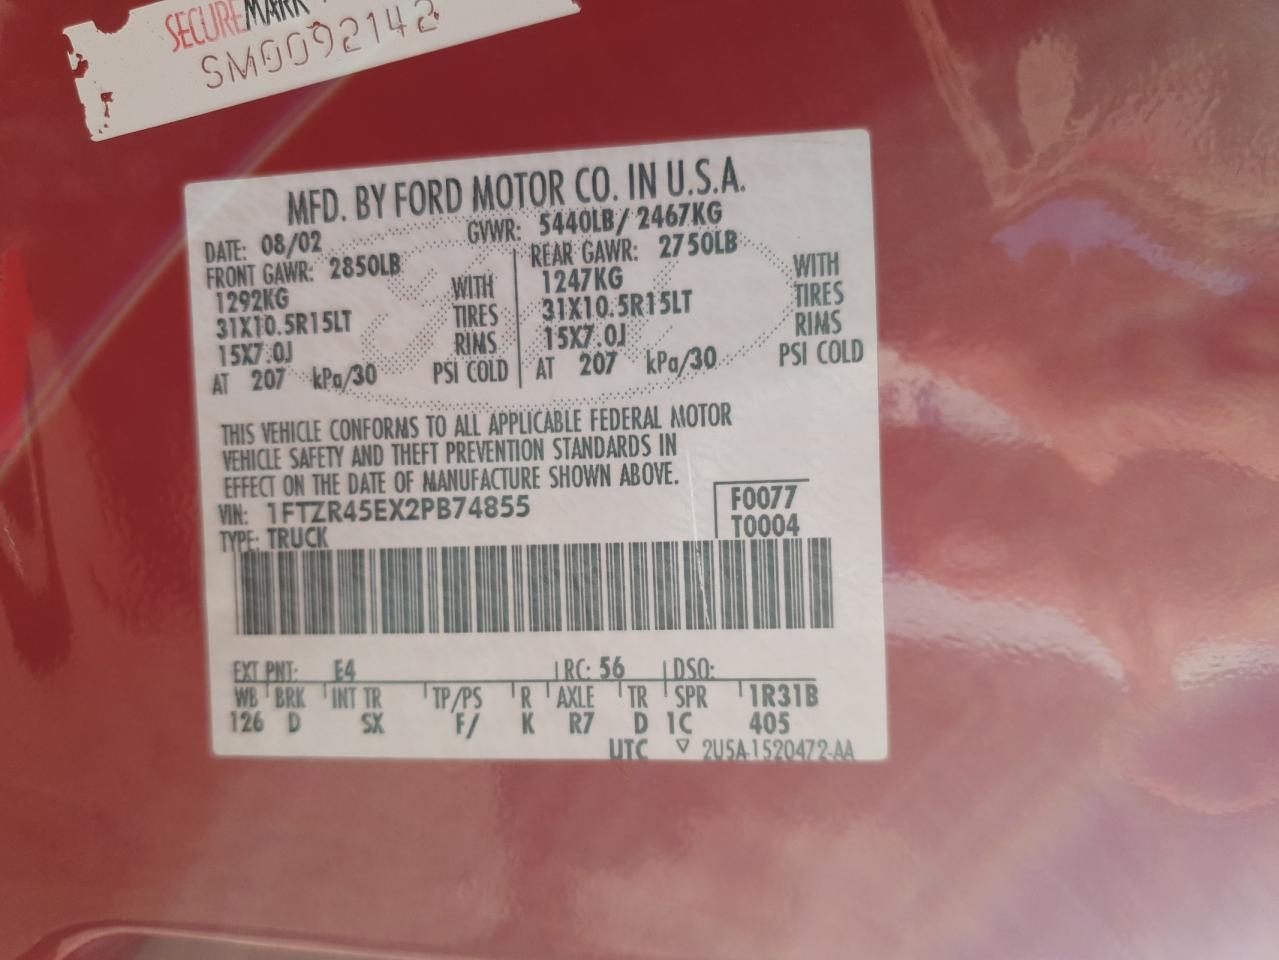 SECUREMARK
SM0092142
MFD. BY FORD MOTOR CO. IN U.S.A.
DATE: 08/02 GVWR: 5440LB/ 2467KG
FRONT GAWR: 2850LB REAR GAWR: 2750LB
1292KG WITH 1247KG WITH
31X10.5R15LT TIRES 31X10.5R15LT TIRES
15X7.0J RIMS 15X7.0J RIMS
AT 207 kPa/30 PSI COLD AT 207 kPa/30 PSI COLD
THIS VEHICLE CONFORMS TO ALL APPLICABLE FEDERAL MOTOR
VEHICLE SAFETY AND THEFT PREVENTION STANDARDS IN
EFFECT ON THE DATE OF MANUFACTURE SHOWN ABOVE.
VIN: 1FTZR45EX2PB74855 F0077
TYPE: TRUCK T0004
EXT PNT: E4 RC: 56 DSO:
WB BRK INT TR TP/PS R AXLE TR SPR 1R31B
126 D SX F/ K R7 D 1C 405
UTC ▽ 2U5A-1520472-AA